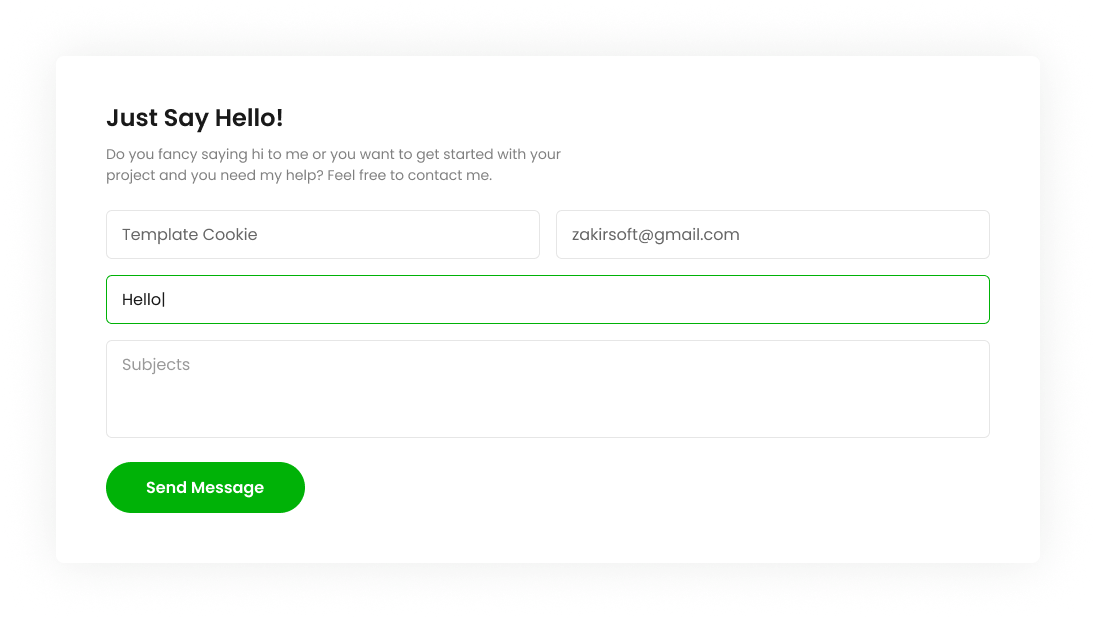 Just Say Hello!
Do you fancy saying hi to me or you want to get started with your
project and you need my help? Feel free to contact me.
Template Cookie
zakirsoft@gmail.com
Hello|
Subjects
Send Message